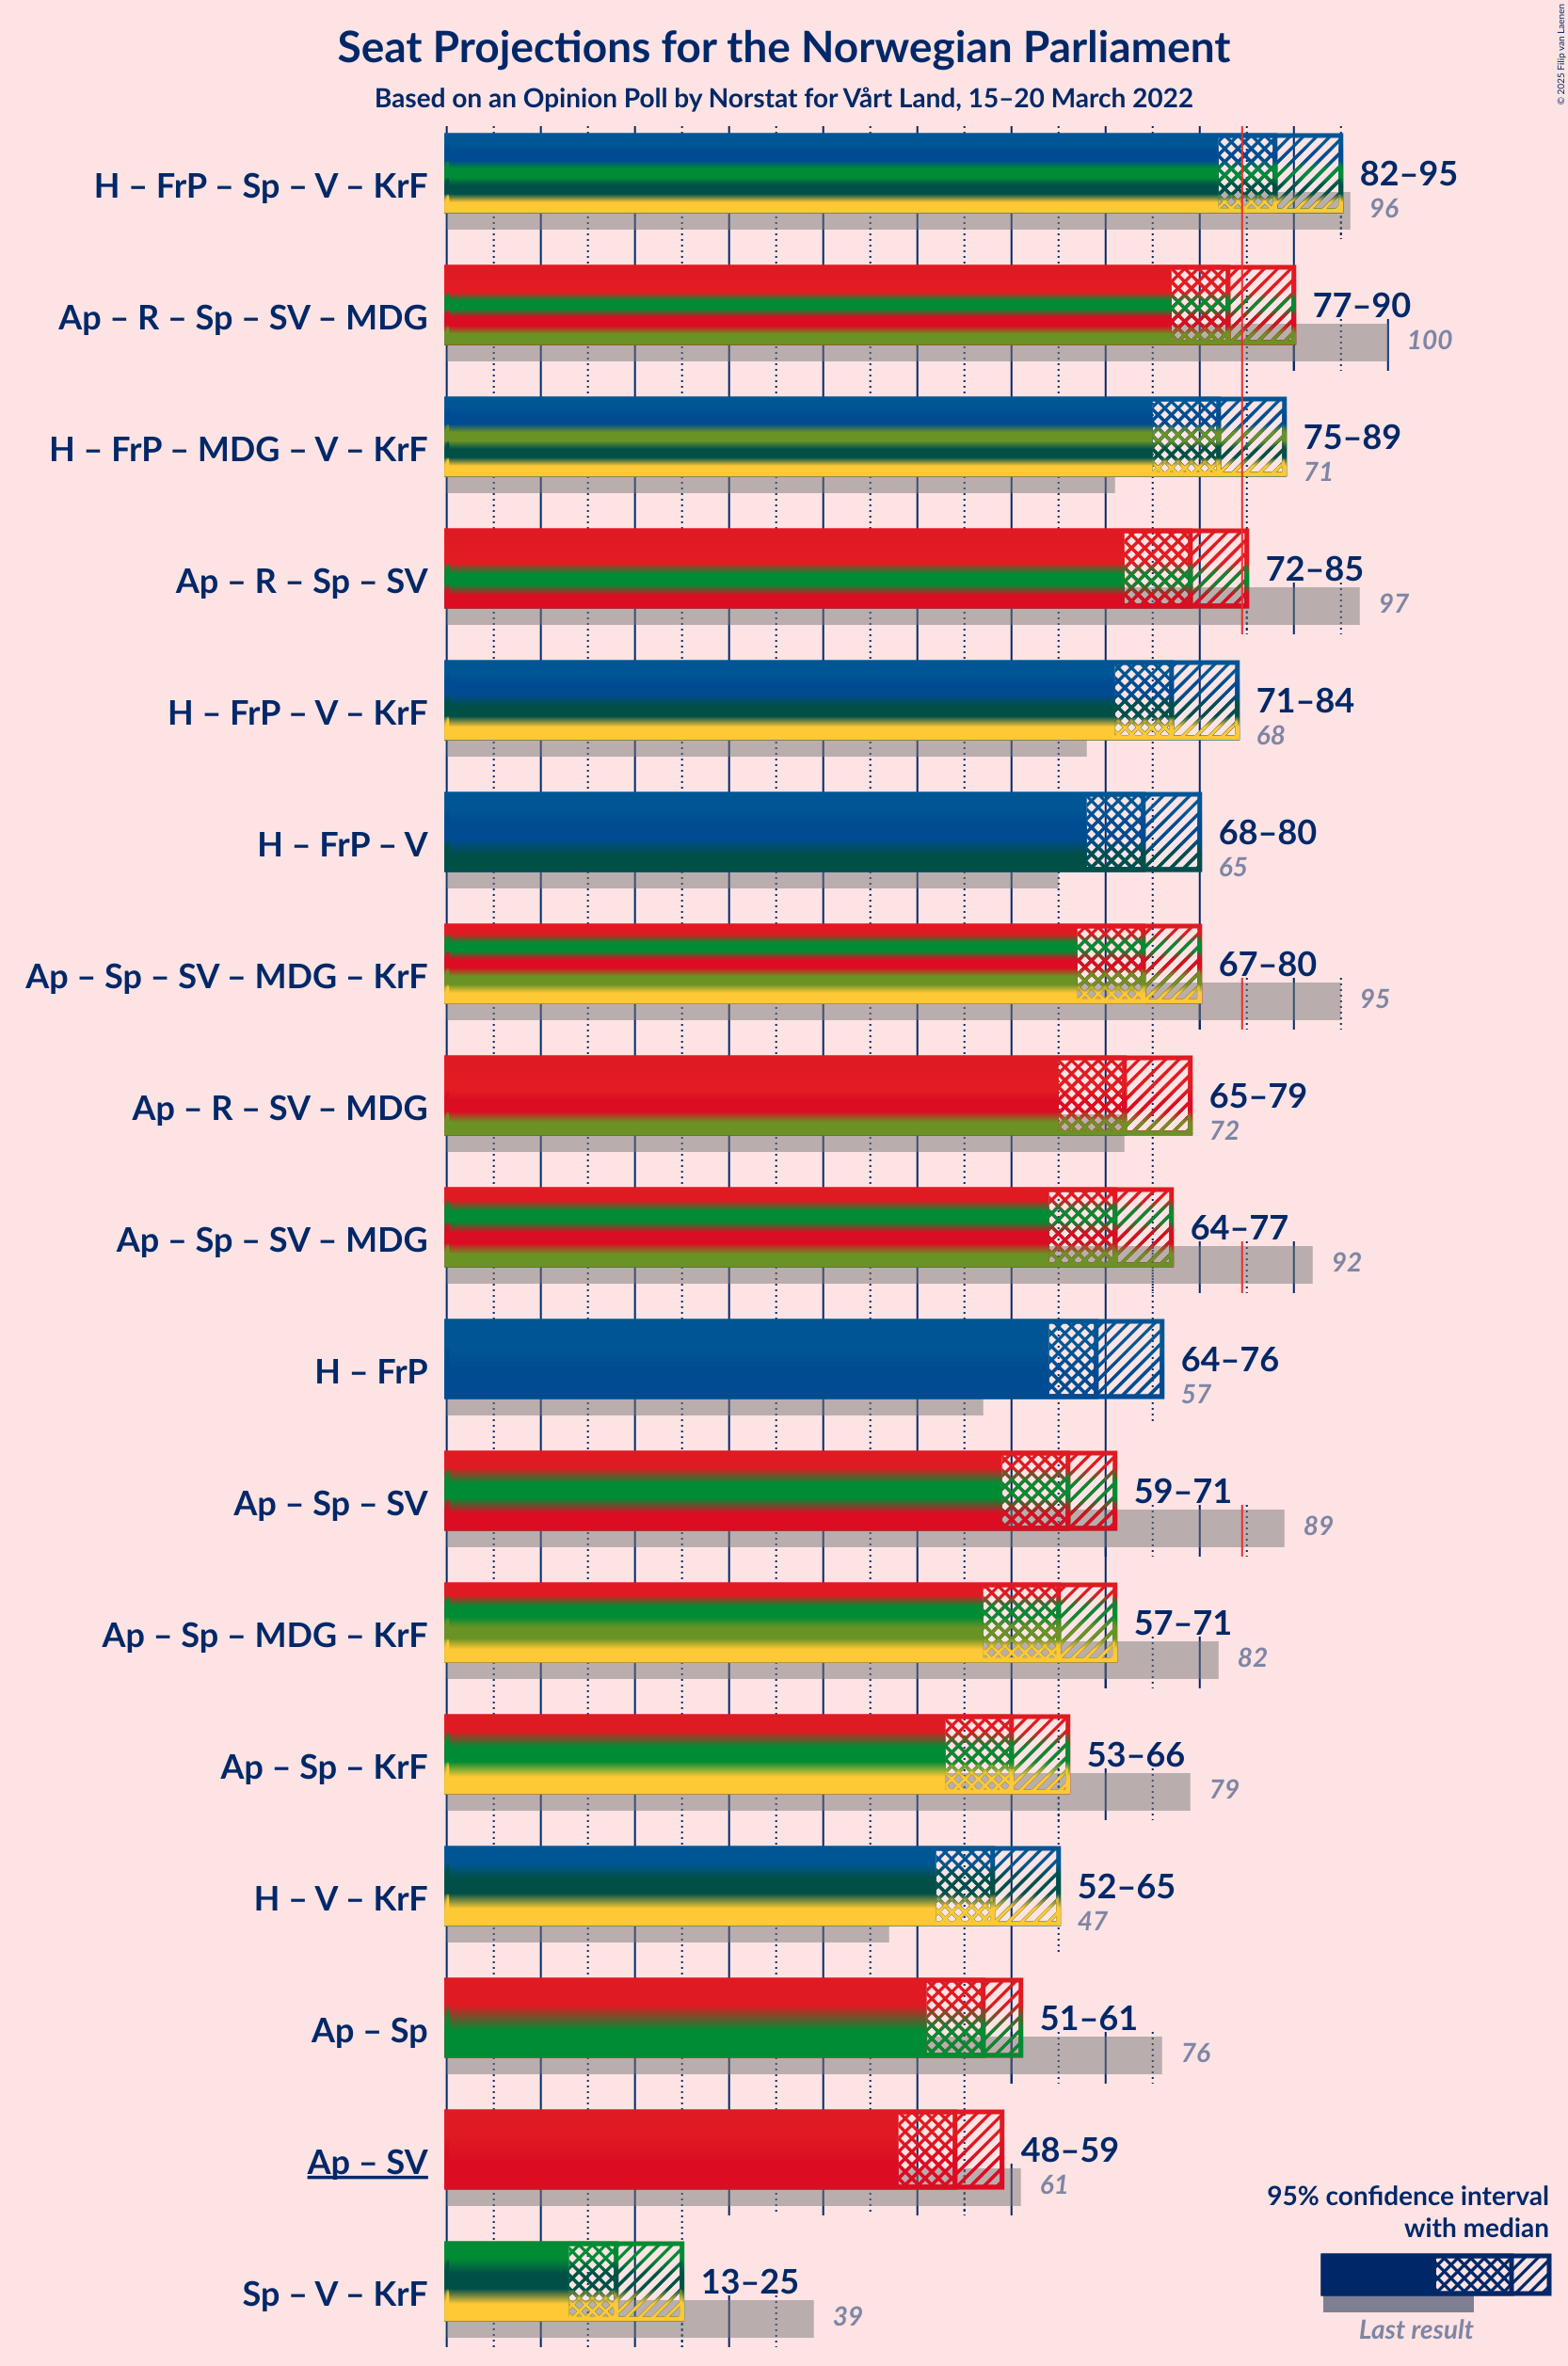 Seat Projections for the Norwegian Parliament
Based on an Opinion Poll by Norstat for Vårt Land, 15–20 March 2022
© 2025 Filip van Laenen
H – FrP – Sp – V – KrF
82–95
96
Ap – R – Sp – SV – MDG
77–90
100
H – FrP – MDG – V – KrF
75–89
71
Ap – R – Sp – SV
72–85
97
H – FrP – V – KrF
71–84
68
H – FrP – V
68–80
65
Ap – Sp – SV – MDG – KrF
67–80
95
Ap – R – SV – MDG
65–79
72
Ap – Sp – SV – MDG
64–77
92
H – FrP
64–76
57
Ap – Sp – SV
59–71
89
Ap – Sp – MDG – KrF
57–71
82
Ap – Sp – KrF
53–66
79
H – V – KrF
52–65
47
Ap – Sp
51–61
76
Ap – SV
48–59
61
Sp – V – KrF
13–25
39
95% confidence interval
with median
Last result